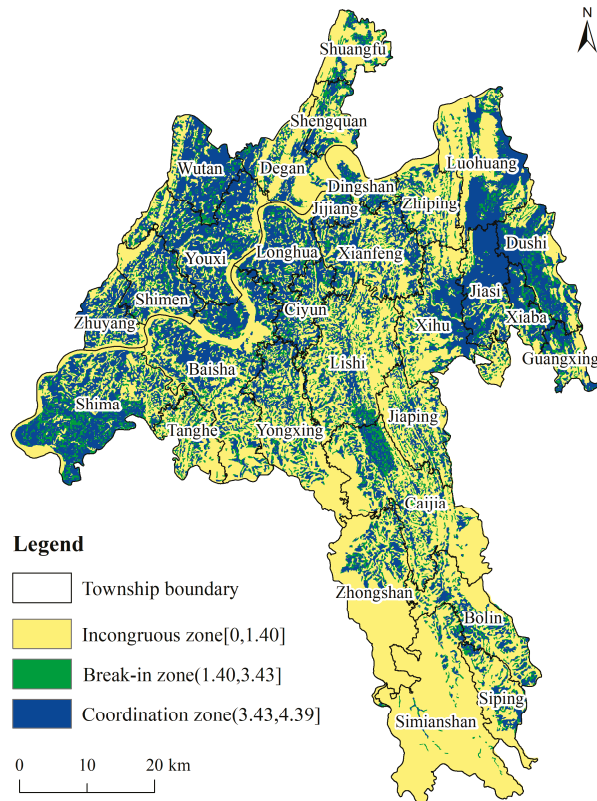 N
Shuangfu
Shengquan
Wutan
Degan
Luohuang
Dingshan
Jijiang
Zhiping
Youxi
Longhua
Xianfeng
Dushi
Shimen
Jiasi
Ciyun
Xiaba
Zhuyang
Xihu
Guangxing
Baisha
Lishi
Shima
Jiaping
Tanghe
Yongxing
Caijia
Legend
Township boundary
Zhongshan
Incongruous zone[0,1.40]
Bolin
Break-in zone(1.40,3.43]
Siping
Coordination zone(3.43,4.39]
Simianshan
0 10 20 km